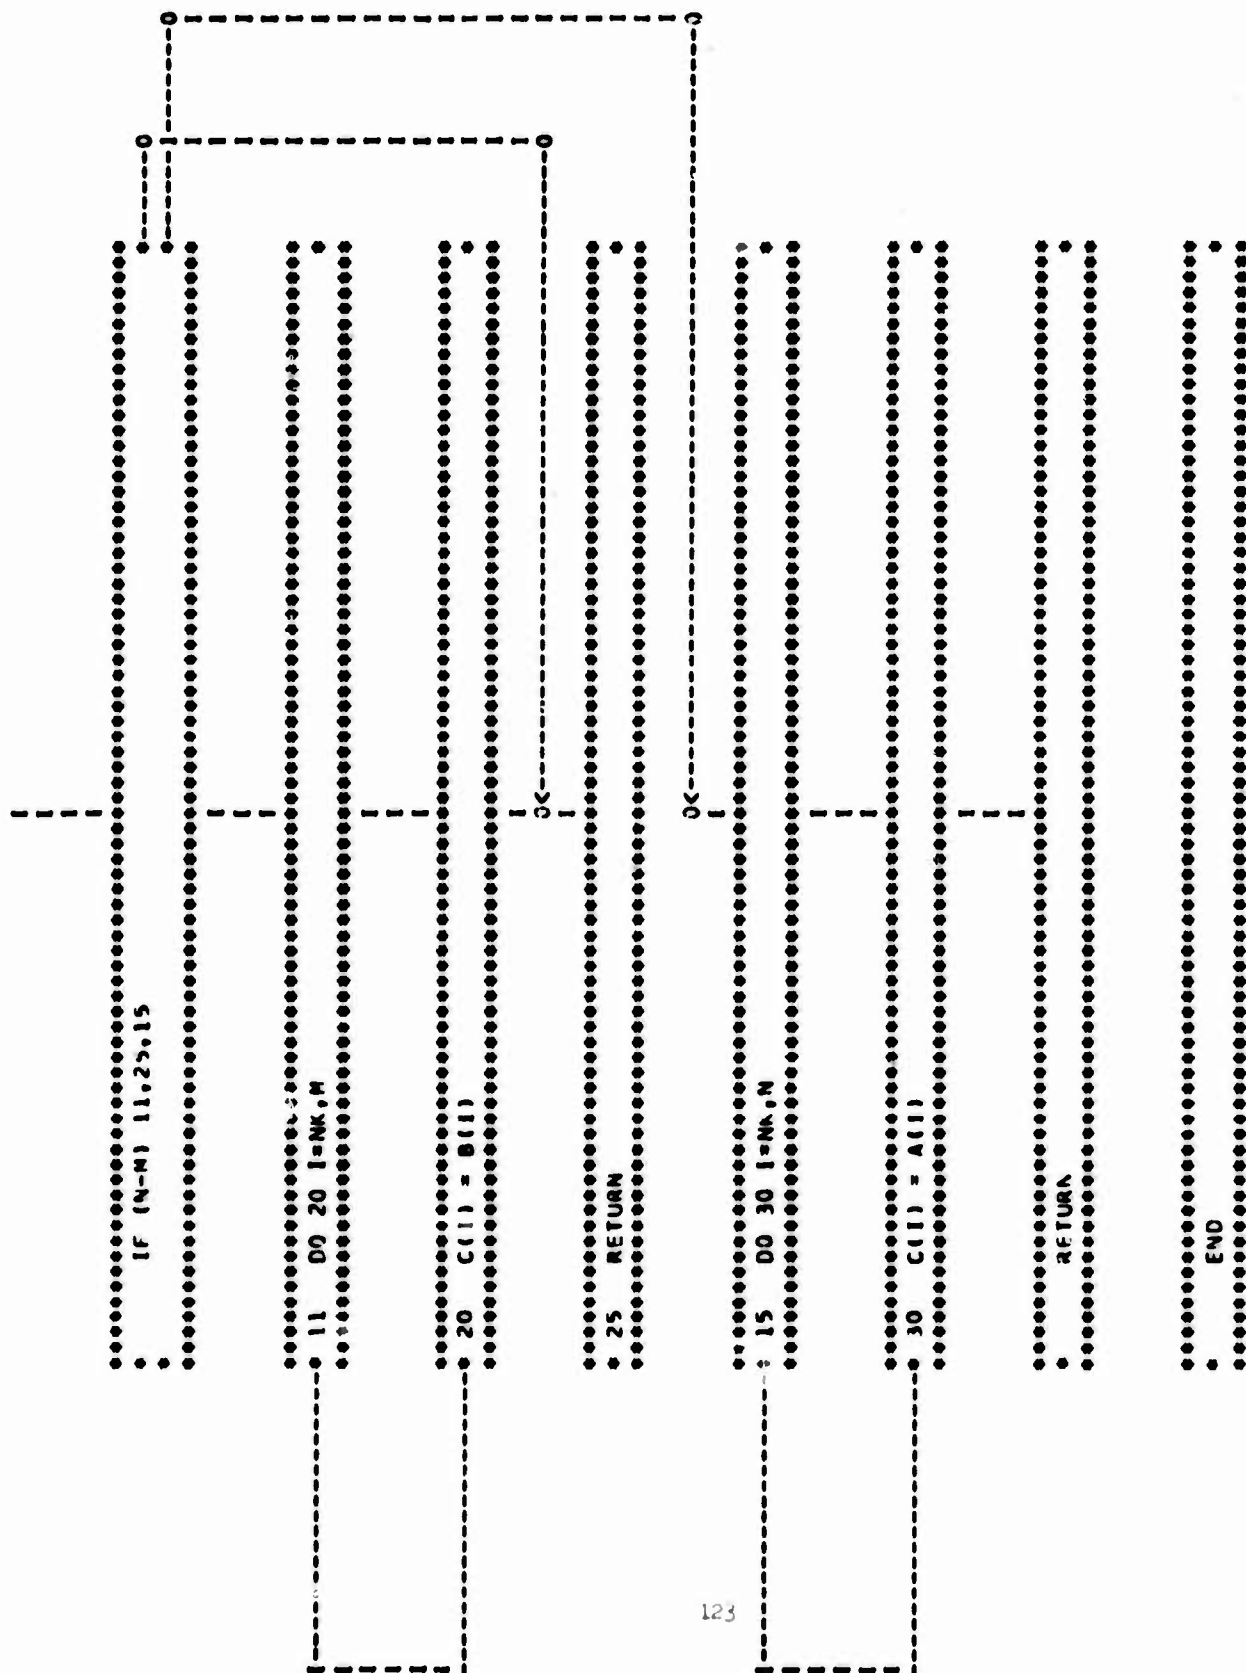 IF (N-M) 11,25,15
11 DO 20 I=NK,M
20 C(I) = B(I)
25 RETURN
15 DO 30 I=NK,N
30 C(I) = A(I)
RETURN
END
123